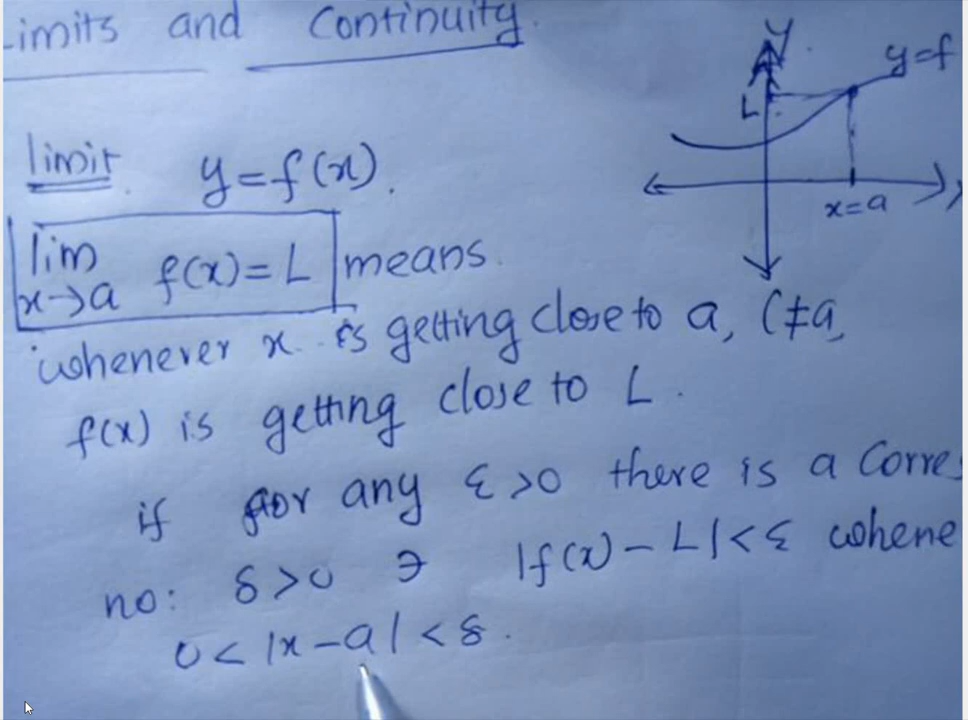 Limits and Continuity.
y
y=f
L
x=a
limit y=f(x).
lim x→a f(x)=L means.
whenever x is getting close to a, (≠a,
f(x) is getting close to L.
if for any ε>0 there is a Corres
no: δ>0 ∋ |f(x)-L|<ε whene
0<|x-a|<δ.